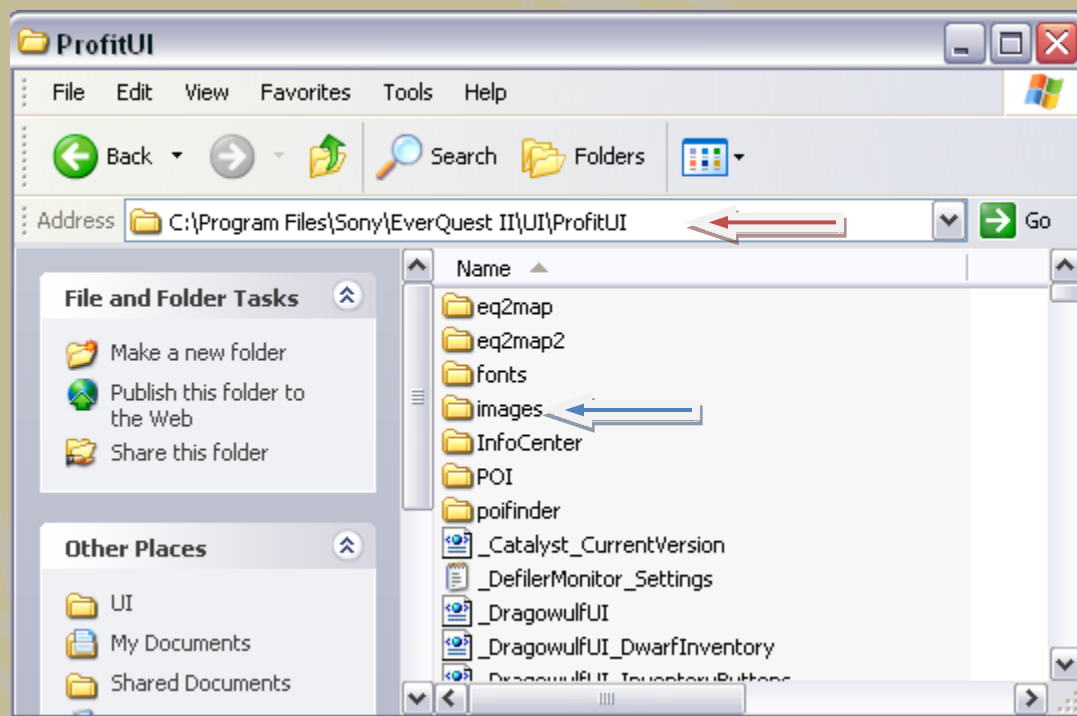 ProfitUI
File Edit View Favorites Tools Help
Back Search Folders
Address C:\Program Files\Sony\EverQuest II\UI\ProfitUI Go
File and Folder Tasks
Make a new folder
Publish this folder to
the Web
Share this folder
Other Places
UI
My Documents
Shared Documents
Name
eq2map
eq2map2
fonts
images
InfoCenter
POI
poifinder
_Catalyst_CurrentVersion
_DefilerMonitor_Settings
_DragowulfUI
_DragowulfUI_DwarfInventory
_DragowulfUI_InventoryButtons